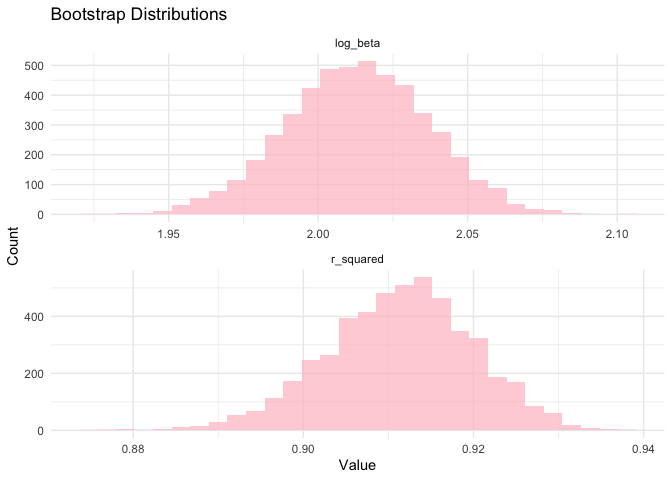 Bootstrap Distributions
log_beta
500
400
300
200
100
0
1.95 2.00 2.05 2.10
Count
r_squared
400
200
0
0.88 0.90 0.92 0.94
Value